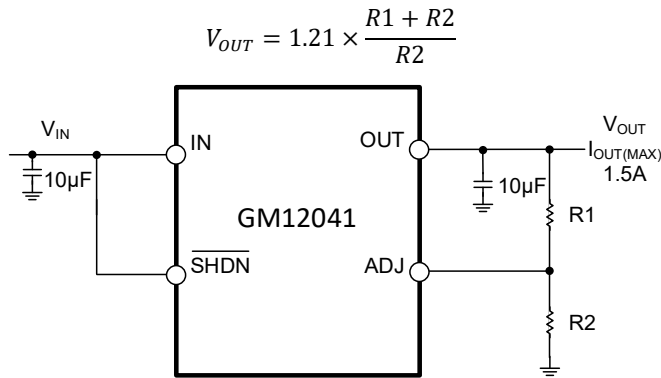 V_OUT = 1.21 × (R1 + R2) / R2
V_IN
IN
OUT
V_OUT
I_OUT(MAX)
1.5A
10µF
10µF
R1
GM12041
SHDN
ADJ
R2